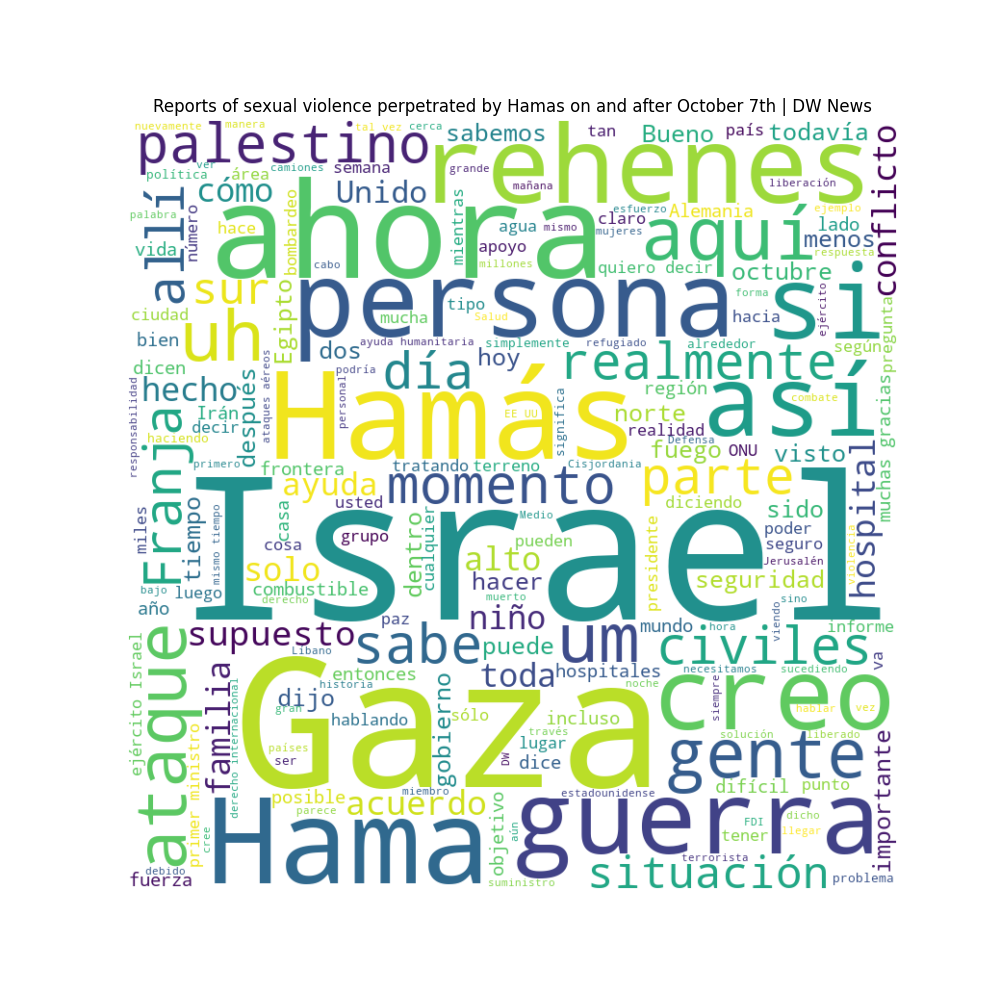 Reports of sexual violence perpetrated by Hamas on and after October 7th | DW News
nuevamente
manera
tal vez
cerca
palestino
sabemos
tan
Bueno
país
todavía
rehenes
conflicto
política
ver
área
camiones
semana
grande
mañana
liberación
palabra
cómo
Unido
allí
número
hace
ahora
bombardeo
mientras
agua
mismo
claro
esfuerzo
mujeres
Alemania
ejemplo
lado
menos
respuesta
vida
apoyo
aquí
cabo
millones
quiero decir
octubre
sur
Egipto
persona
tipo
forma
si
ejército
pregunta
ciudad
uh
mucha
Salud
hacia
bien
dos
ayuda humanitaria
simplemente
refugiado
alrededor
según
dicen
hoy
realmente
hecho
después
ataques aéreos
podría
personal
día
región
combate
gracias
responsabilidad
Franja
Irán
decir
Hamás
EE UU
significa
norte
realidad
así
haciendo
Defensa
fuego
ONU
visto
primero
frontera
tratando
terreno
Cisjordania
hospital
muchas
ayuda
momento
parte
tiempo
mismo tiempo
casa
usted
Medio
diciendo
sido
miles
cosa
grupo
dentro
cualquier
pueden
presidente
poder
seguro
violencia
Israel
solo
alto
Jerusalén
bajo
luego
combustible
hacer
seguridad
año
derecho
muerto
sino
paz
niño
mundo
hora
viendo
informe
ataque
supuesto
Líbano
sabe
puede
um
civiles
va
ejército Israel
familia
derecho internacional
entonces
historia
toda
hospitales
necesitamos
sucediendo
dijo
gobierno
noche
creo
siempre
gran
Gaza
hablando
sólo
incluso
hablar
vez
través
países
ser
DW
lugar
dice
gente
solución
liberado
importante
primer ministro
cree
miembro
estadounidense
difícil
punto
posible
parece
acuerdo
objetivo
aún
guerra
FDI
dicho
tener
llegar
Hama
debido
fuerza
suministro
situación
terrorista
problema